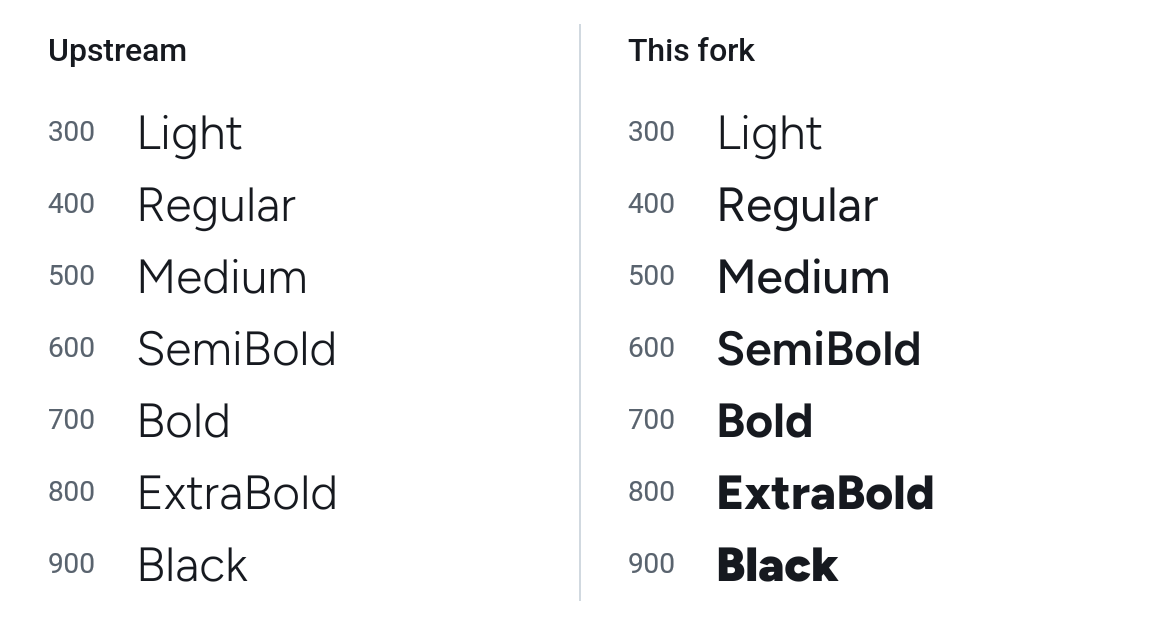 Upstream
300 Light
400 Regular
500 Medium
600 SemiBold
700 Bold
800 ExtraBold
900 Black
This fork
300 Light
400 Regular
500 Medium
600 SemiBold
700 Bold
800 ExtraBold
900 Black